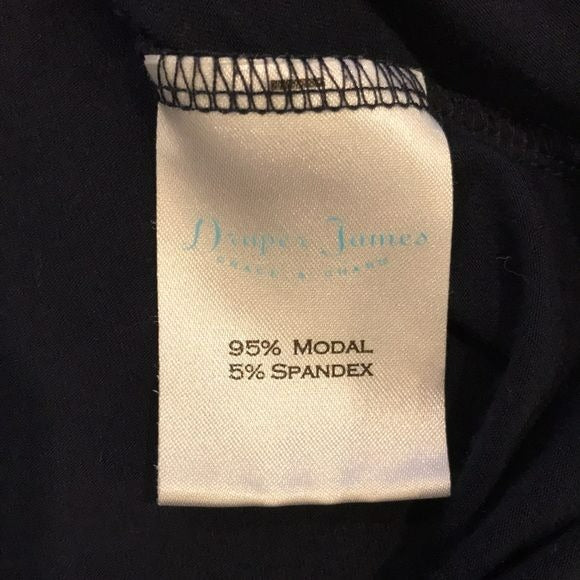 Draper James
GRACE & CHARM
95% MODAL
5% SPANDEX